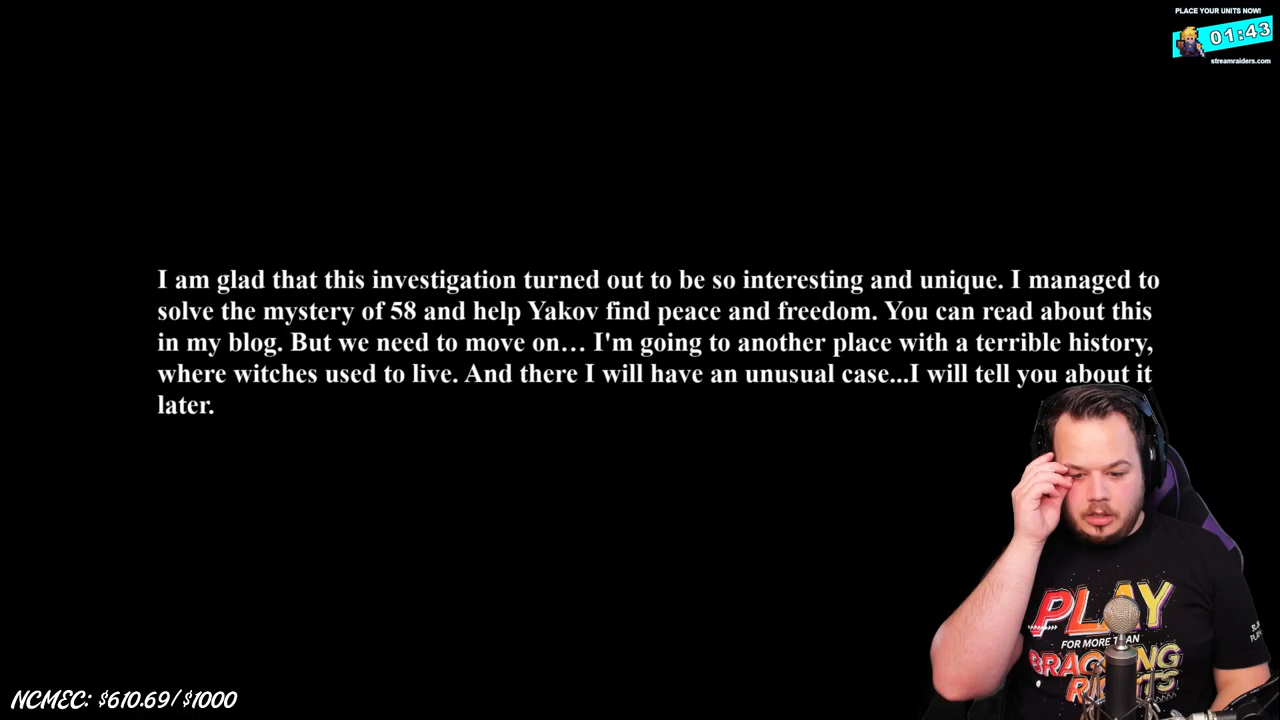 PLACE YOUR UNITS NOW!
01:43
streamraiders.com
I am glad that this investigation turned out to be so interesting and unique. I managed to
solve the mystery of 58 and help Yakov find peace and freedom. You can read about this
in my blog. But we need to move on… I'm going to another place with a terrible history,
where witches used to live. And there I will have an unusual case...I will tell you about it
later.
PLAY
FOR MORE THAN
BRAGGING
RIGHTS
NCMEC: $610.69/$1000